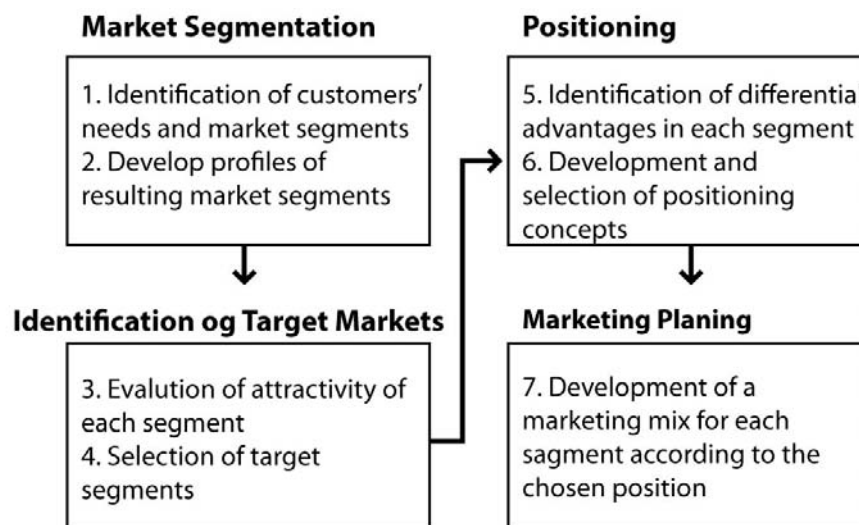 Market Segmentation
1. Identification of customers'
needs and market segments
2. Develop profiles of
resulting market segments
Identification og Target Markets
3. Evalution of attractivity of
each segment
4. Selection of target
segments
Positioning
5. Identification of differential
advantages in each segment
6. Development and
selection of positioning
concepts
Marketing Planing
7. Development of a
marketing mix for each
sagment according to the
chosen position